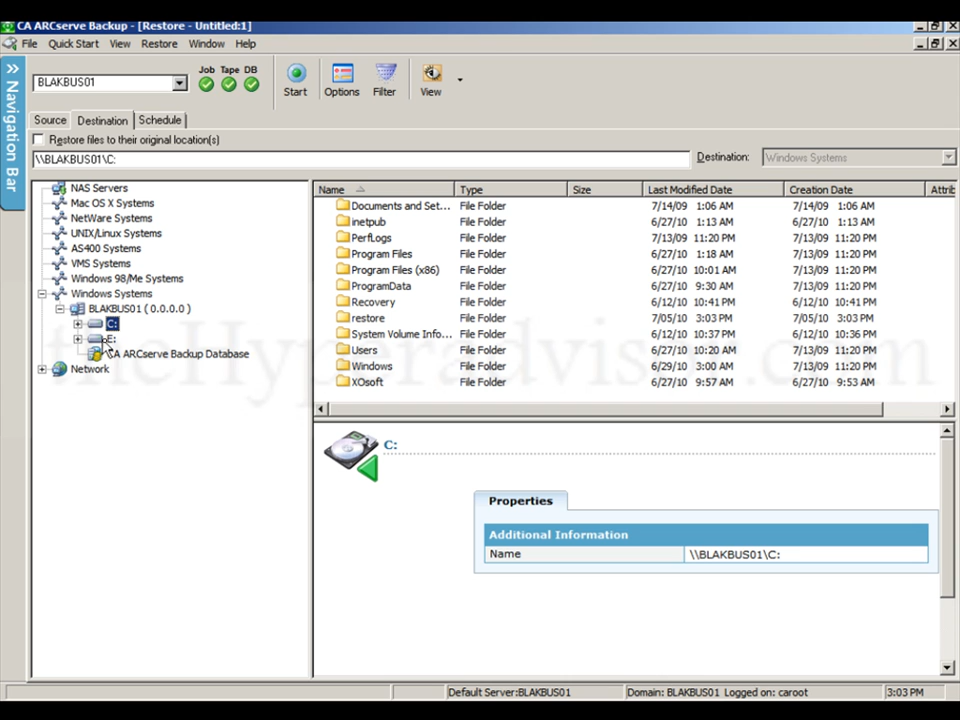 CA ARCserve Backup - [Restore - Untitled:1]
File Quick Start View Restore Window Help
BLAKBUS01
Job Tape DB
Start Options Filter View
Navigation Bar
Source Destination Schedule
Restore files to their original location(s)
\\BLAKBUS01\C:
Destination: Windows Systems
NAS Servers
Mac OS X Systems
NetWare Systems
UNIX/Linux Systems
AS400 Systems
VMS Systems
Windows 98/Me Systems
Windows Systems
BLAKBUS01 ( 0.0.0.0 )
C:
E:
CA ARCserve Backup Database
Network
Name Type Size Last Modified Date Creation Date Attrib
Documents and Set... File Folder 7/14/09 1:06 AM 7/14/09 1:06 AM
inetpub File Folder 6/27/10 1:13 AM 6/27/10 1:13 AM
PerfLogs File Folder 7/13/09 11:20 PM 7/13/09 11:20 PM
Program Files File Folder 6/27/10 1:18 AM 7/13/09 11:20 PM
Program Files (x86) File Folder 6/27/10 10:01 AM 7/13/09 11:20 PM
ProgramData File Folder 6/27/10 9:30 AM 7/13/09 11:20 PM
Recovery File Folder 6/12/10 10:41 PM 6/12/10 10:41 PM
restore File Folder 7/05/10 3:03 PM 7/05/10 3:03 PM
System Volume Info... File Folder 6/12/10 10:37 PM 6/12/10 10:36 PM
Users File Folder 6/27/10 10:20 AM 7/13/09 11:20 PM
Windows File Folder 6/29/10 3:00 AM 7/13/09 11:20 PM
XOsoft File Folder 6/27/10 9:57 AM 6/27/10 9:53 AM
theHyperadvisor.com
C:
Properties
Additional Information
Name \\BLAKBUS01\C:
Default Server:BLAKBUS01 Domain: BLAKBUS01 Logged on: caroot 3:03 PM